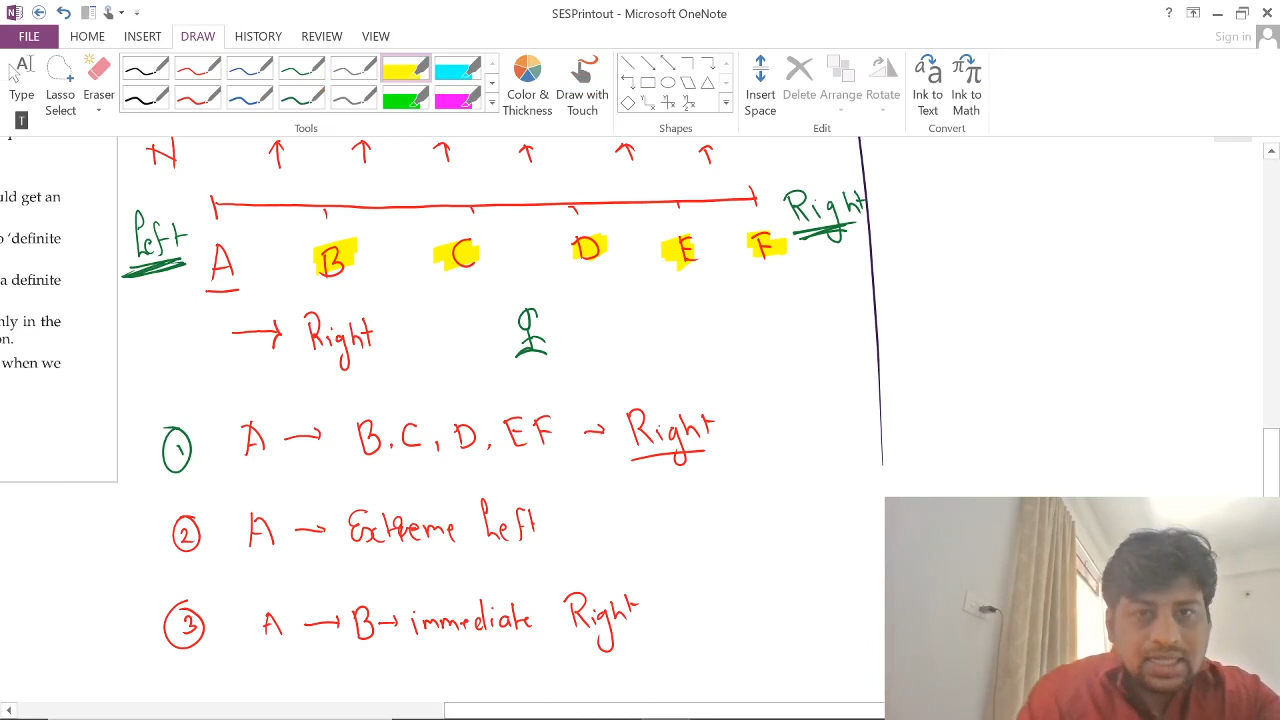 SESPrintout - Microsoft OneNote
? Sign in
FILE HOME INSERT DRAW HISTORY REVIEW VIEW
Type Lasso Select Eraser Color & Thickness Draw with Touch Insert Space Delete Arrange Rotate Ink to Text Ink to Math
T
Tools Shapes Edit Convert
N ↑ ↑ ↑ ↑ ↑ ↑
uld get an
Left Right
'definite
A B C D E F
a definite
nly in the
on.
→ Right
when we
1 A → B, C, D, E F → Right
2 A → Extreme Left
3 A → B → immediate Right